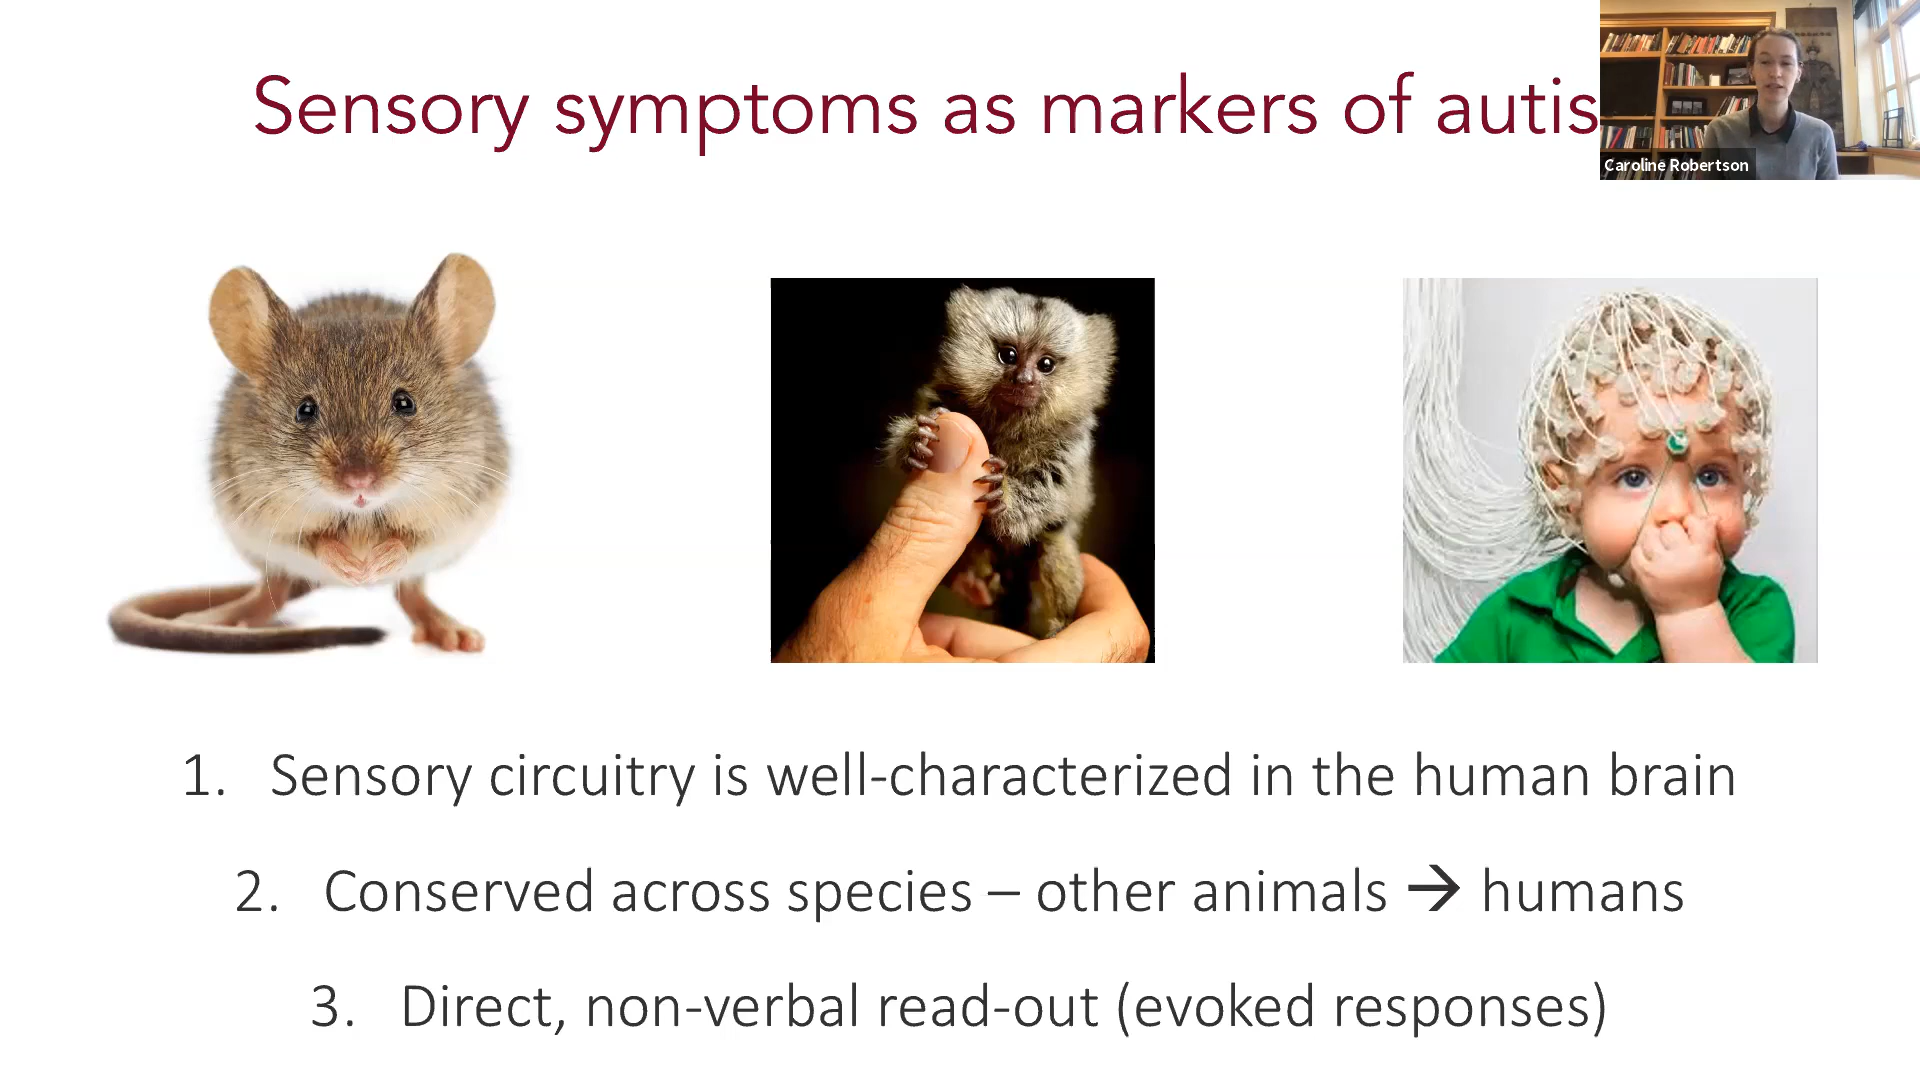 Sensory symptoms as markers of autis
Caroline Robertson
1. Sensory circuitry is well-characterized in the human brain
2. Conserved across species – other animals → humans
3. Direct, non-verbal read-out (evoked responses)